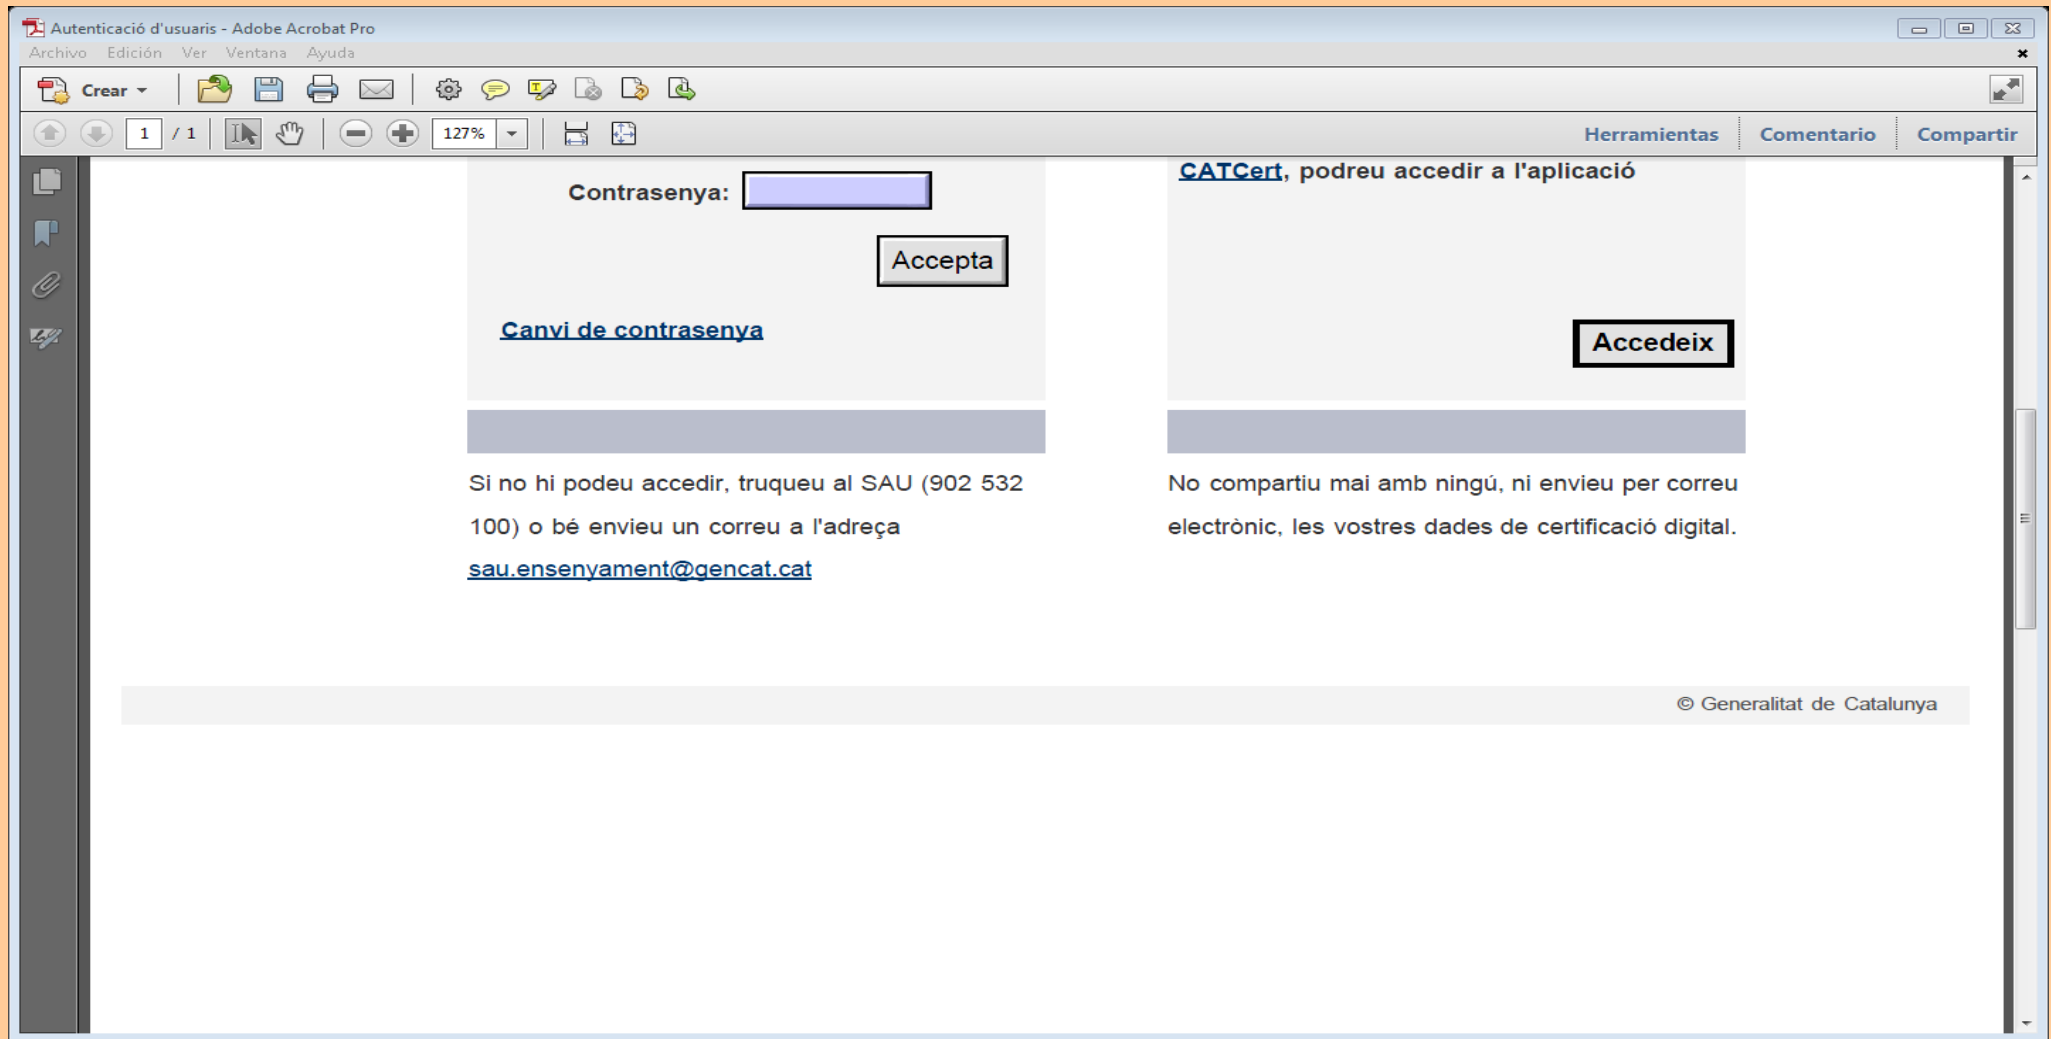 Autenticació d'usuaris - Adobe Acrobat Pro
Archivo Edición Ver Ventana Ayuda
Crear
1 / 1 127% Herramientas Comentario Compartir
Contrasenya:
Accepta
Canvi de contrasenya
CATCert, podreu accedir a l'aplicació
Accedeix
Si no hi podeu accedir, truqueu al SAU (902 532
100) o bé envieu un correu a l'adreça
sau.ensenyament@gencat.cat
No compartiu mai amb ningú, ni envieu per correu
electrònic, les vostres dades de certificació digital.
© Generalitat de Catalunya